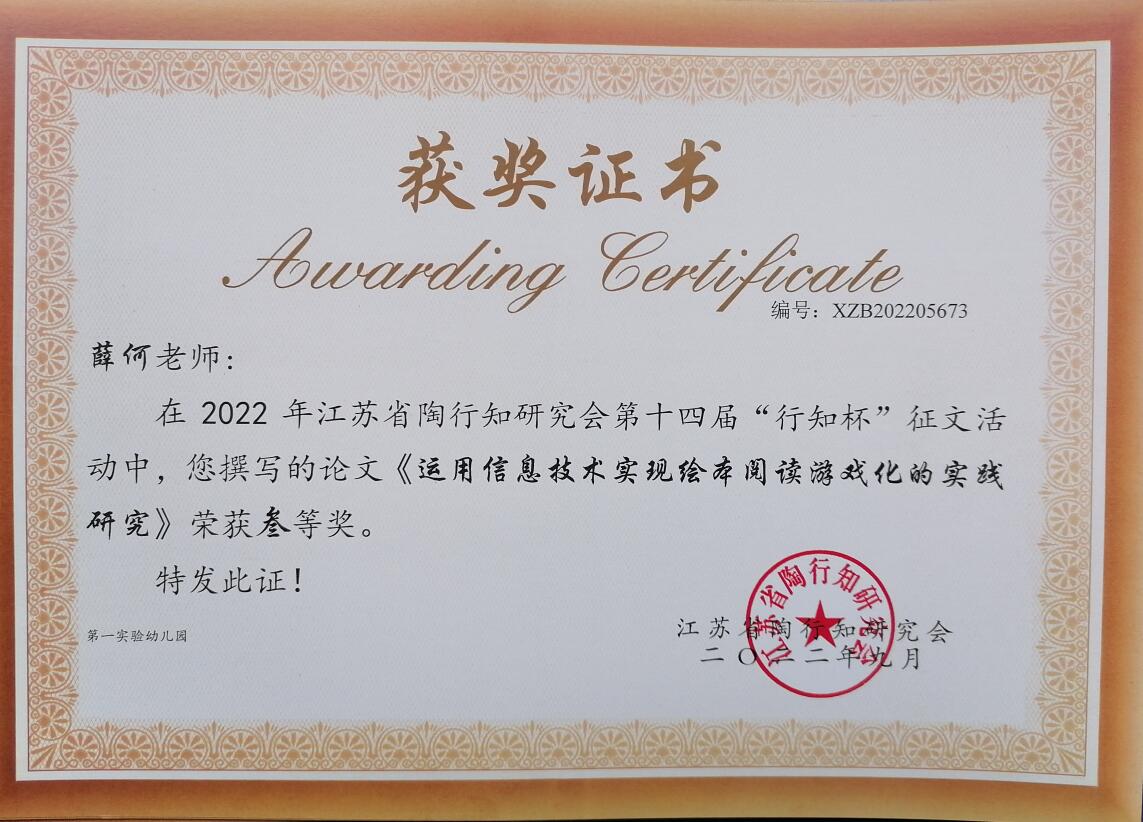 获奖证书
Awarding Certificate
编号：XZB202205673
薛何老师：
在 2022 年江苏省陶行知研究会第十四届“行知杯”征文活
动中，您撰写的论文《运用信息技术实现绘本阅读游戏化的实践
研究》荣获叁等奖。
特发此证！
第一实验幼儿园
江苏省陶行知研究会
江苏省陶行知研究会
二〇二二年九月